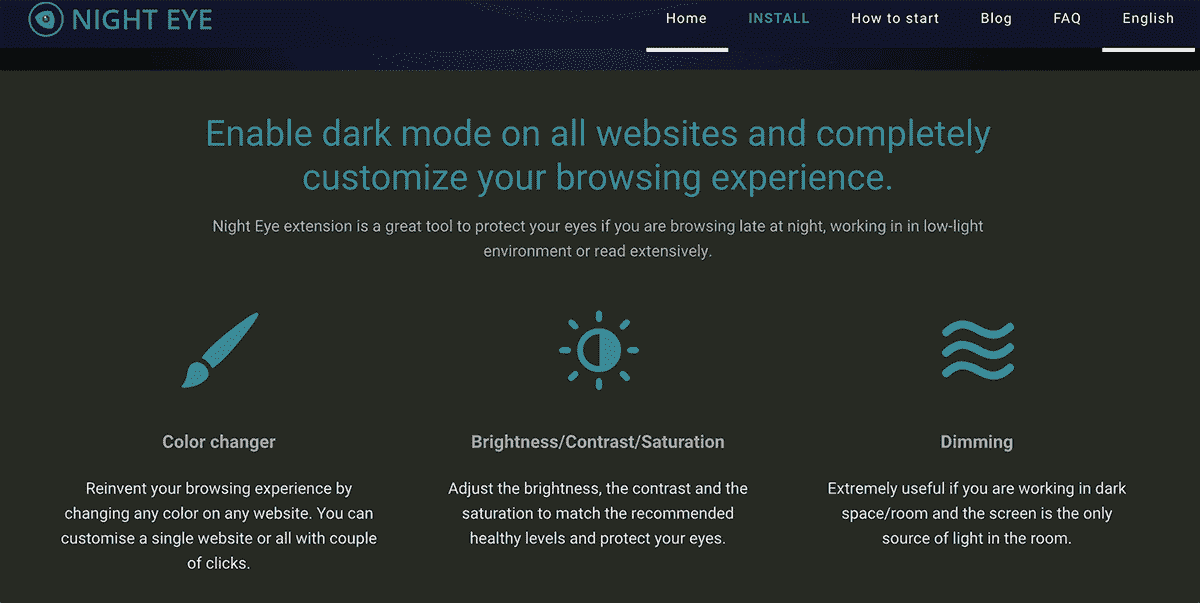 NIGHT EYE
Home
INSTALL
How to start
Blog
FAQ
English
Enable dark mode on all websites and completely
customize your browsing experience.
Night Eye extension is a great tool to protect your eyes if you are browsing late at night, working in in low-light
environment or read extensively.
Color changer
Reinvent your browsing experience by
changing any color on any website. You can
customise a single website or all with couple
of clicks.
Brightness/Contrast/Saturation
Adjust the brightness, the contrast and the
saturation to match the recommended
healthy levels and protect your eyes.
Dimming
Extremely useful if you are working in dark
space/room and the screen is the only
source of light in the room.